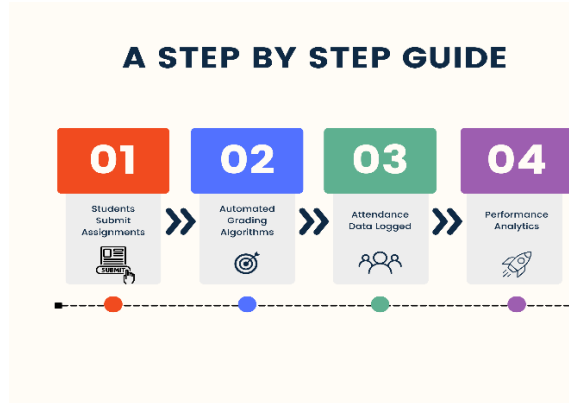 A STEP BY STEP GUIDE
01
02
03
04
Students
Submit
Assignments
SUBMIT
Automated
Grading
Algorithms
Attendance
Data Logged
Performance
Analytics